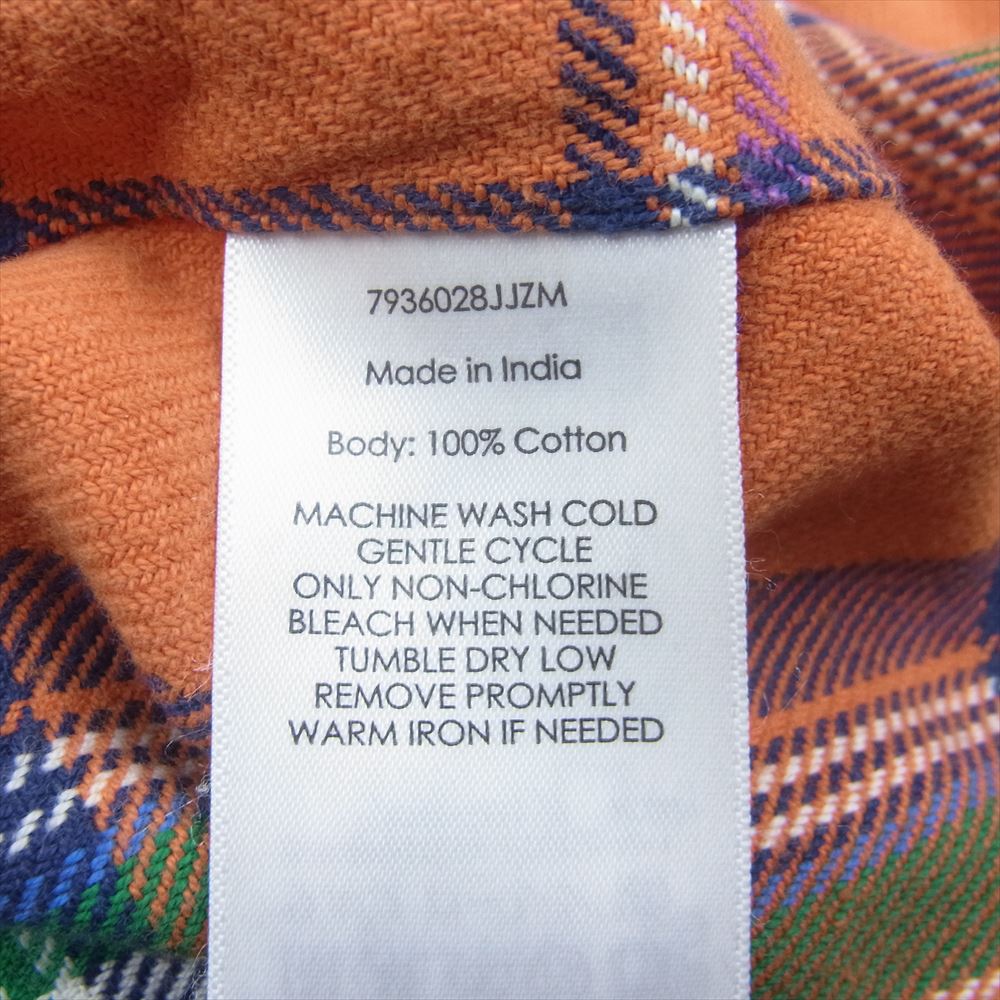 7936028JJZM
Made in India
Body: 100% Cotton
MACHINE WASH COLD
GENTLE CYCLE
ONLY NON-CHLORINE
BLEACH WHEN NEEDED
TUMBLE DRY LOW
REMOVE PROMPTLY
WARM IRON IF NEEDED